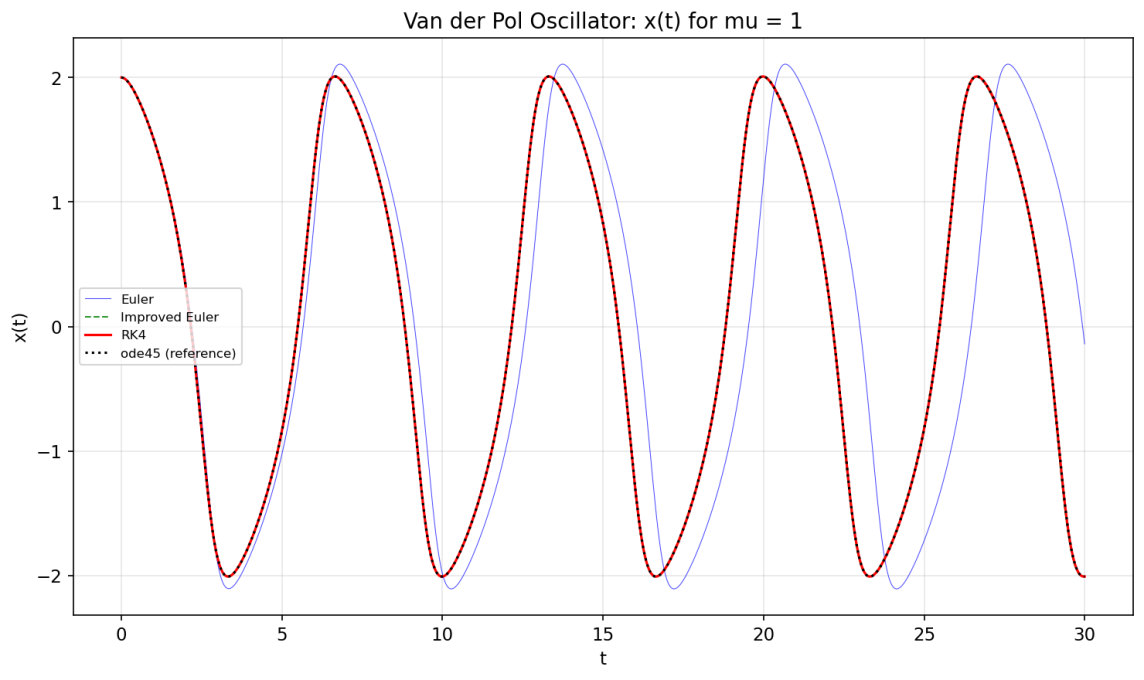 Van der Pol Oscillator: x(t) for mu = 1
2
1
0
−1
−2
x(t)
Euler
Improved Euler
RK4
ode45 (reference)
0 5 10 15 20 25 30
t